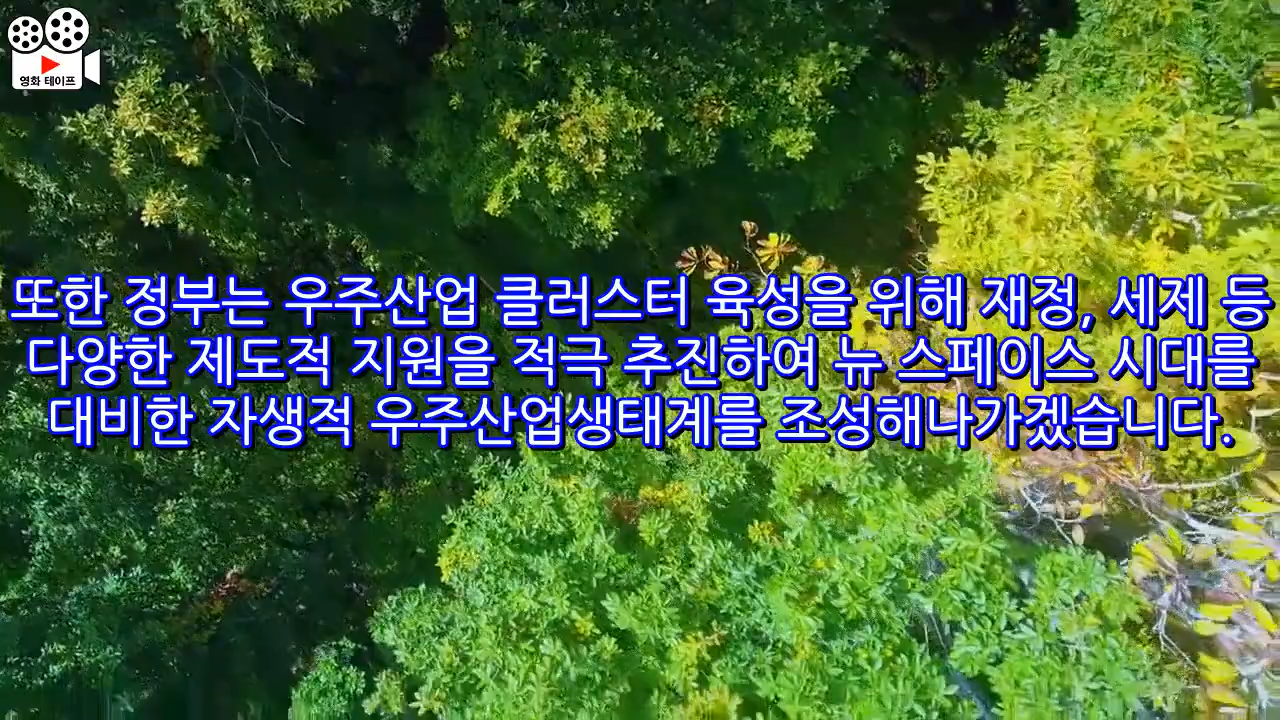 영화 테이프
또한 정부는 우주산업 클러스터 육성을 위해 재정, 세제 등
다양한 제도적 지원을 적극 추진하여 뉴 스페이스 시대를
대비한 자생적 우주산업생태계를 조성해나가겠습니다.